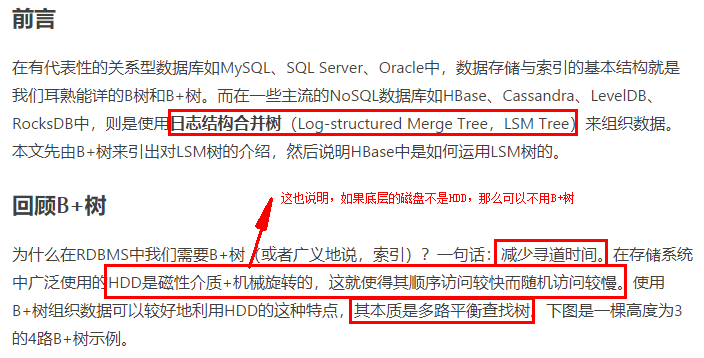 前言
在有代表性的关系型数据库如MySQL、SQL Server、Oracle中，数据存储与索引的基本结构就是
我们耳熟能详的B树和B+树。而在一些主流的NoSQL数据库如HBase、Cassandra、LevelDB、
RocksDB中，则是使用日志结构合并树（Log-structured Merge Tree，LSM Tree）来组织数据。
本文先由B+树来引出对LSM树的介绍，然后说明HBase中是如何运用LSM树的。
这也说明，如果底层的磁盘不是HDD，那么可以不用B+树
回顾B+树
为什么在RDBMS中我们需要B+树（或者广义地说，索引）？一句话：减少寻道时间。在存储系统
中广泛使用的HDD是磁性介质+机械旋转的，这就使得其顺序访问较快而随机访问较慢。使用
B+树组织数据可以较好地利用HDD的这种特点，其本质是多路平衡查找树。下图是一棵高度为3
的4路B+树示例。